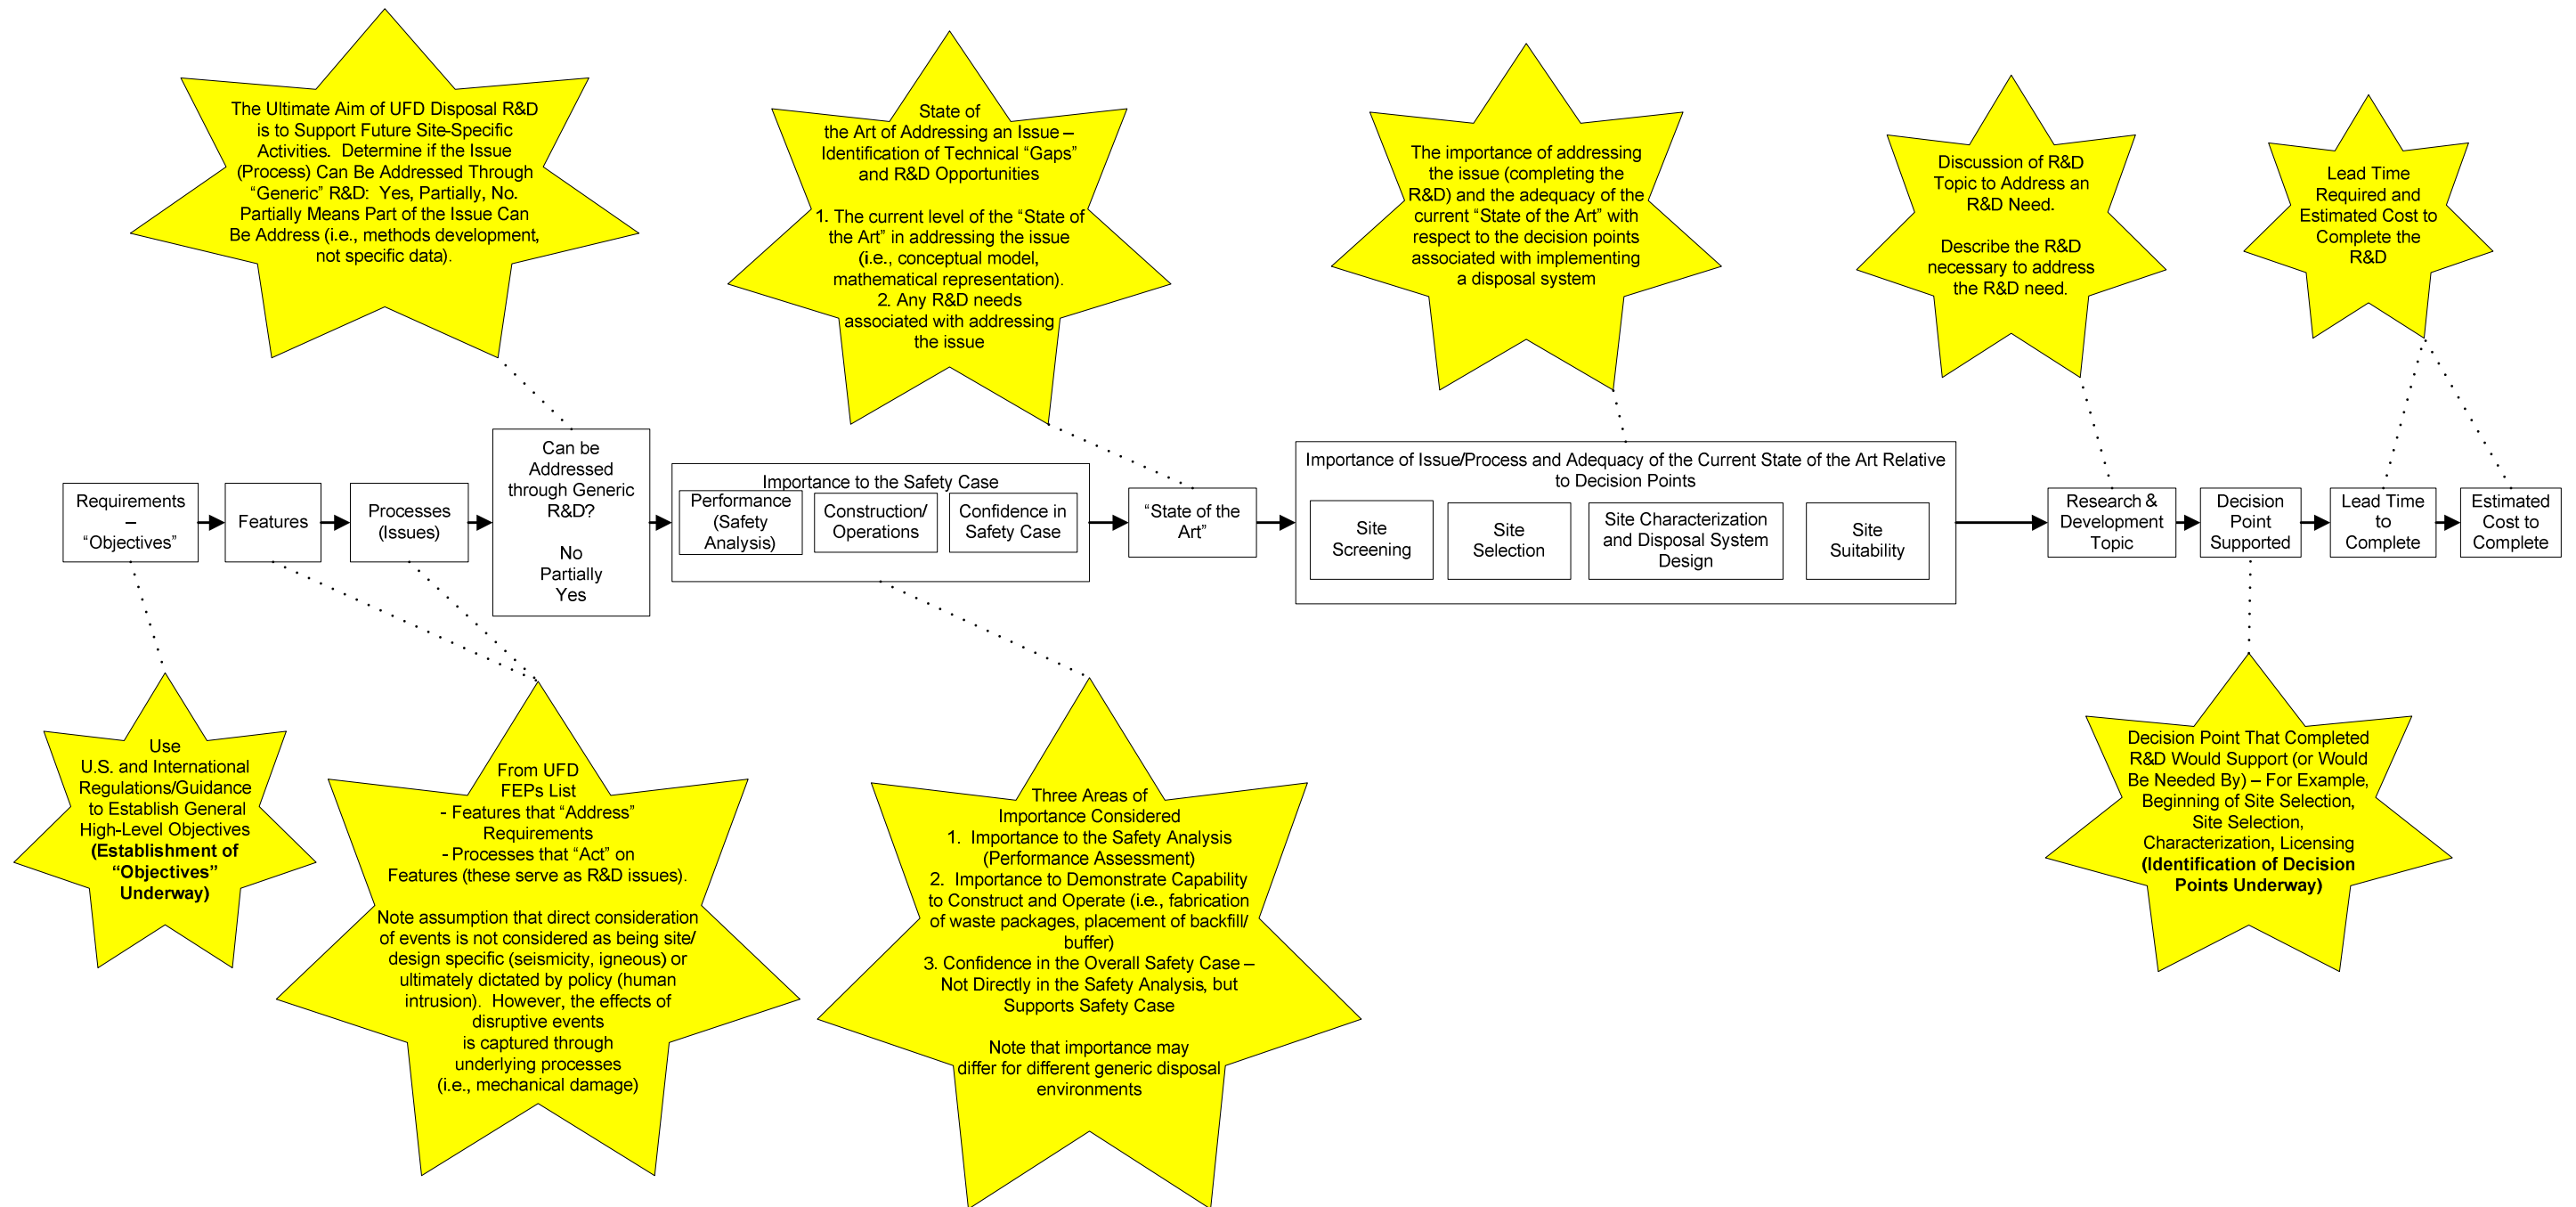 The Ultimate Aim of UFD Disposal R&D
is to Support Future Site-Specific
Activities. Determine if the Issue
(Process) Can Be Addressed Through
“Generic” R&D: Yes, Partially, No.
Partially Means Part of the Issue Can
Be Address (i.e., methods development,
not specific data).
State of
the Art of Addressing an Issue –
Identification of Technical “Gaps”
and R&D Opportunities
1. The current level of the “State of
the Art” in addressing the issue
(i.e., conceptual model,
mathematical representation).
2. Any R&D needs
associated with addressing
the issue
The importance of addressing
the issue (completing the
R&D) and the adequacy of the
current “State of the Art” with
respect to the decision points
associated with implementing
a disposal system
Discussion of R&D
Topic to Address an
R&D Need.
Describe the R&D
necessary to address
the R&D need.
Lead Time
Required and
Estimated Cost to
Complete the
R&D
Requirements
–
“Objectives”
Features
Processes
(Issues)
Can be
Addressed
through Generic
R&D?
No
Partially
Yes
Importance to the Safety Case
Performance
(Safety
Analysis)
Construction/
Operations
Confidence in
Safety Case
“State of the
Art”
Importance of Issue/Process and Adequacy of the Current State of the Art Relative
to Decision Points
Site
Screening
Site
Selection
Site Characterization
and Disposal System
Design
Site
Suitability
Research &
Development
Topic
Decision
Point
Supported
Lead Time
to
Complete
Estimated
Cost to
Complete
Use
U.S. and International
Regulations/Guidance
to Establish General
High-Level Objectives
(Establishment of
“Objectives”
Underway)
From UFD
FEPs List
- Features that “Address”
Requirements
- Processes that “Act” on
Features (these serve as R&D issues).
Note assumption that direct consideration
of events is not considered as being site/
design specific (seismicity, igneous) or
ultimately dictated by policy (human
intrusion). However, the effects of
disruptive events
is captured through
underlying processes
(i.e., mechanical damage)
Three Areas of
Importance Considered
1. Importance to the Safety Analysis
(Performance Assessment)
2. Importance to Demonstrate Capability
to Construct and Operate (i.e., fabrication
of waste packages, placement of backfill/
buffer)
3. Confidence in the Overall Safety Case –
Not Directly in the Safety Analysis, but
Supports Safety Case
Note that importance may
differ for different generic disposal
environments
Decision Point That Completed
R&D Would Support (or Would
Be Needed By) – For Example,
Beginning of Site Selection,
Site Selection,
Characterization, Licensing
(Identification of Decision
Points Underway)